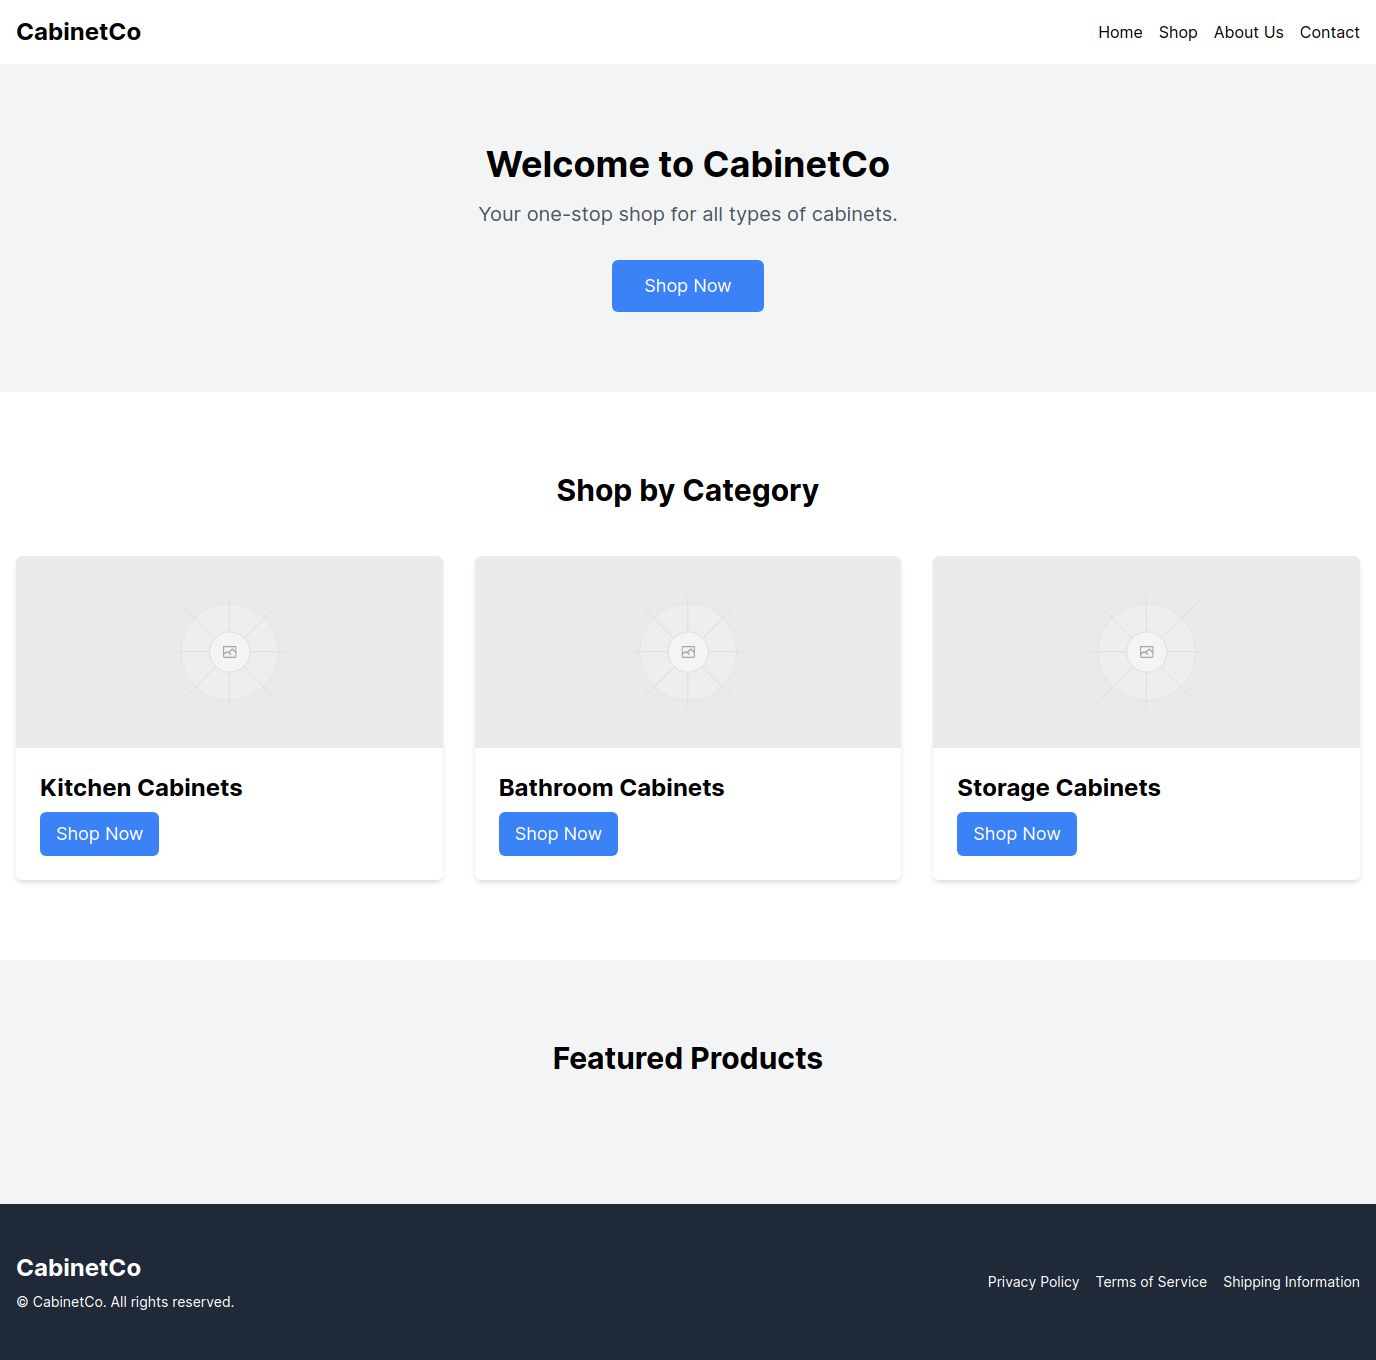 CabinetCo
Home Shop About Us Contact
Welcome to CabinetCo
Your one-stop shop for all types of cabinets.
Shop Now
Shop by Category
Kitchen Cabinets
Shop Now
Bathroom Cabinets
Shop Now
Storage Cabinets
Shop Now
Featured Products
CabinetCo
© CabinetCo. All rights reserved.
Privacy Policy Terms of Service Shipping Information